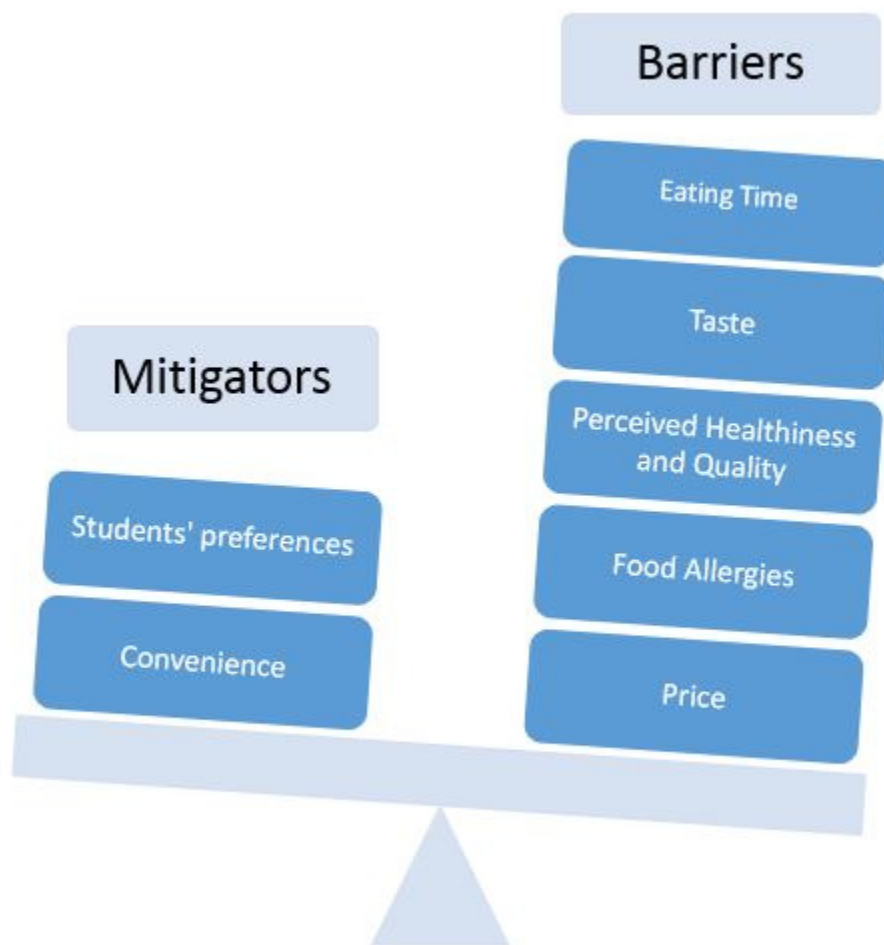 Barriers
Eating Time
Taste
Perceived Healthiness
and Quality
Food Allergies
Price
Mitigators
Students' preferences
Convenience